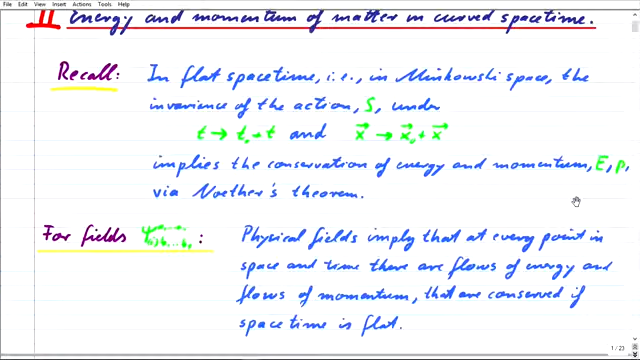 File Edit View Insert Actions Tools Help
II Energy and momentum of matter in curved spacetime.
Recall: In flat spacetime, i.e., in Minkowski space, the
invariance of the action, S, under
t → t₀ + t and x⃗ → x⃗₀ + x⃗
implies the conservation of energy and momentum, E, p,
via Noether's theorem.
For fields : Physical fields imply that at every point in
space and time there are flows of energy and
flows of momentum, that are conserved if
spacetime is flat.
1 / 23